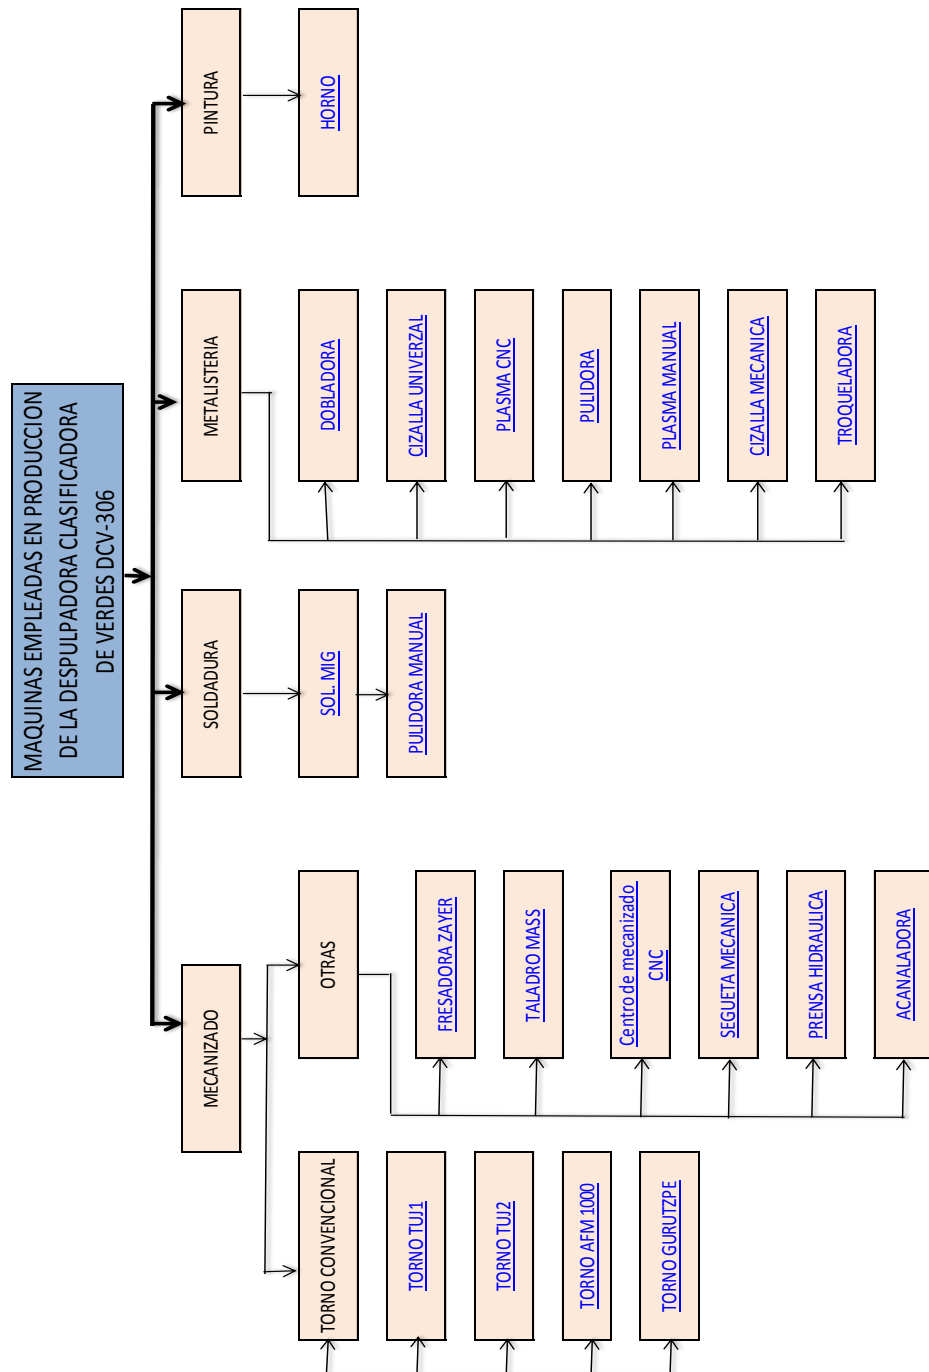 MAQUINAS EMPLEADAS EN PRODUCCION
DE LA DESPULPADORA CLASIFICADORA
DE VERDES DCV-306
MECANIZADO
SOLDADURA
METALISTERIA
PINTURA
TORNO CONVENCIONAL
OTRAS
SOL. MIG
DOBLADORA
HORNO
TORNO TUJ1
FRESADORA ZAYER
PULIDORA MANUAL
CIZALLA UNIVERZAL
TORNO TUJ2
TALADRO MASS
PLASMA CNC
TORNO AFM 1000
Centro de mecanizado
CNC
PULIDORA
TORNO GURUTZPE
SEGUETA MECANICA
PLASMA MANUAL
PRENSA HIDRAULICA
CIZALLA MECANICA
ACANALADORA
TROQUELADORA